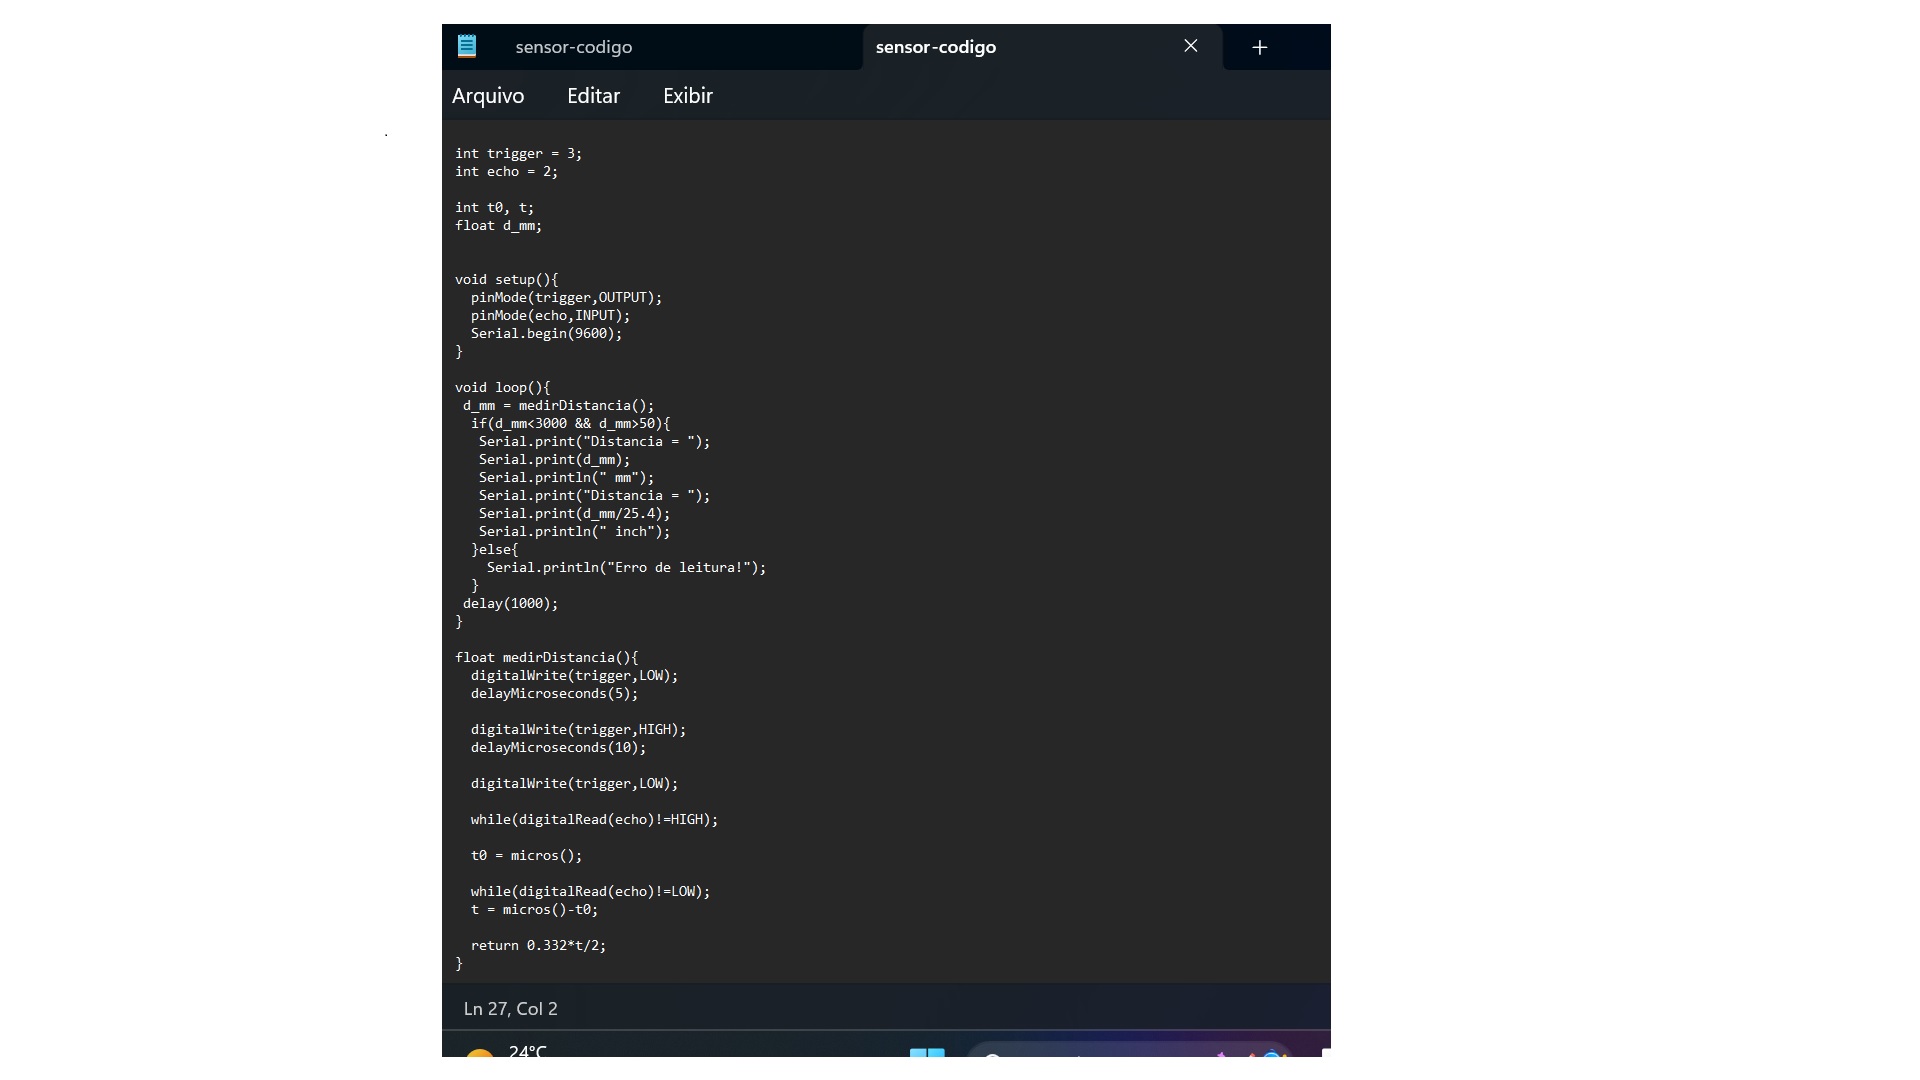 sensor-codigo
sensor-codigo
Arquivo Editar Exibir
int trigger = 3;
int echo = 2;
int t0, t;
float d_mm;
void setup(){
pinMode(trigger,OUTPUT);
pinMode(echo,INPUT);
Serial.begin(9600);
}
void loop(){
d_mm = medirDistancia();
if(d_mm<3000 && d_mm>50){
Serial.print("Distancia = ");
Serial.print(d_mm);
Serial.println(" mm");
Serial.print("Distancia = ");
Serial.print(d_mm/25.4);
Serial.println(" inch");
}else{
Serial.println("Erro de leitura!");
}
delay(1000);
}
float medirDistancia(){
digitalWrite(trigger,LOW);
delayMicroseconds(5);
digitalWrite(trigger,HIGH);
delayMicroseconds(10);
digitalWrite(trigger,LOW);
while(digitalRead(echo)!=HIGH);
t0 = micros();
while(digitalRead(echo)!=LOW);
t = micros()-t0;
return 0.332*t/2;
}
Ln 27, Col 2
24°C